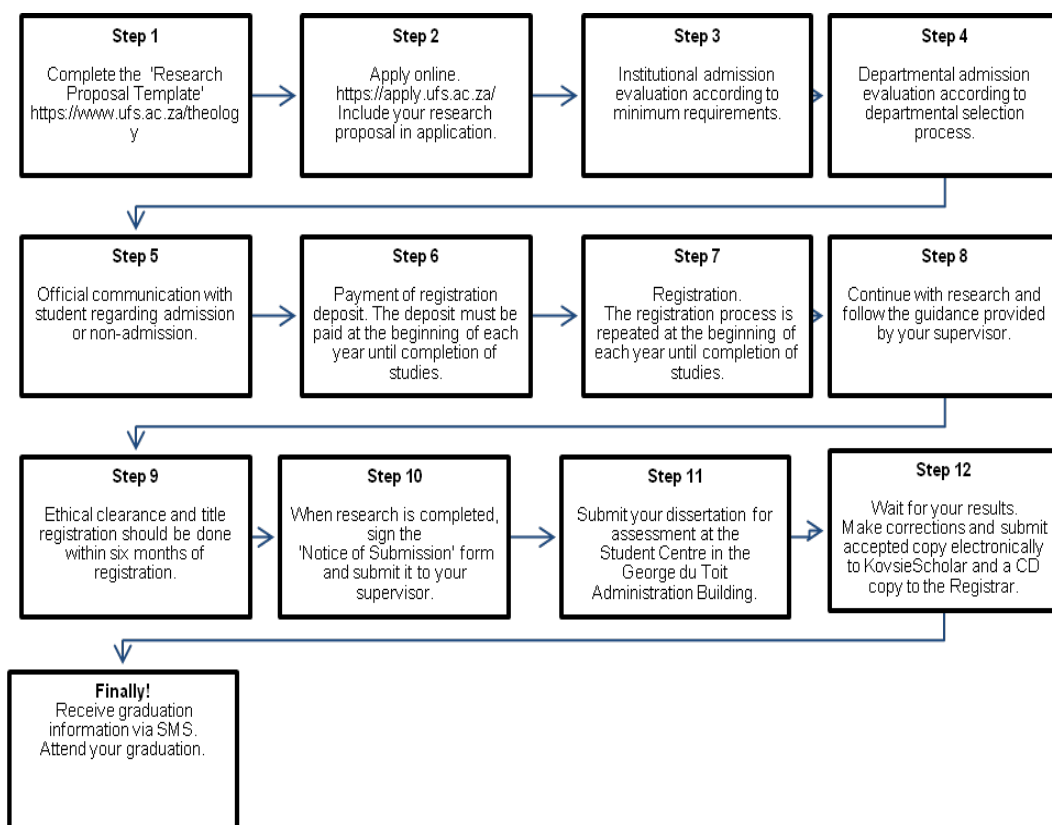 Step 1
Complete the 'Research
Proposal Template'
https://www.ufs.ac.za/theolog
y
Step 2
Apply online.
https://apply.ufs.ac.za/
Include your research
proposal in application.
Step 3
Institutional admission
evaluation according to
minimum requirements.
Step 4
Departmental admission
evaluation according to
departmental selection
process.
Step 5
Official communication with
student regarding admission
or non-admission.
Step 6
Payment of registration
deposit. The deposit must be
paid at the beginning of each
year until completion of
studies.
Step 7
Registration.
The registration process is
repeated at the beginning of
each year until completion of
studies.
Step 8
Continue with research and
follow the guidance provided
by your supervisor.
Step 9
Ethical clearance and title
registration should be done
within six months of
registration.
Step 10
When research is completed,
sign the
'Notice of Submission' form
and submit it to your
supervisor.
Step 11
Submit your dissertation for
assessment at the
Student Centre in the
George du Toit
Administration Building.
Step 12
Wait for your results.
Make corrections and submit
accepted copy electronically
to KovsieScholar and a CD
copy to the Registrar.
Finally!
Receive graduation
information via SMS.
Attend your graduation.